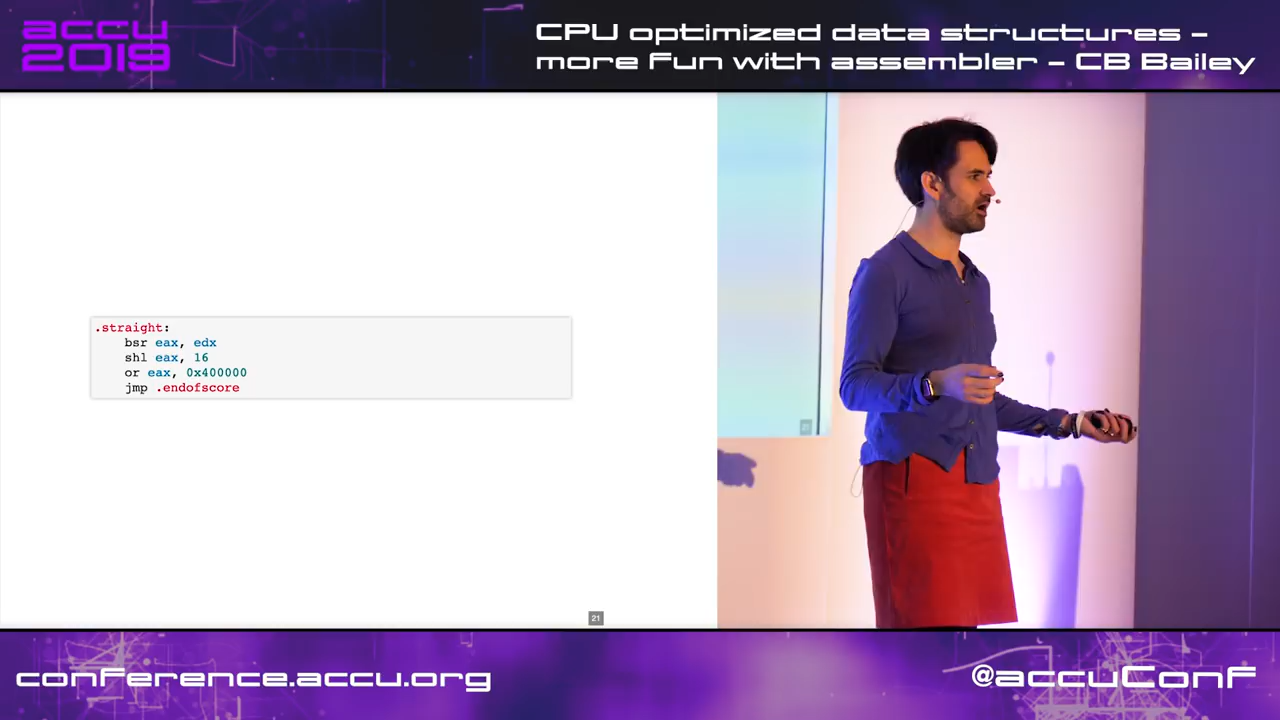 accu
2019
CPU optimized data structures –
more Fun with assembler – CB Bailey
.straight:
bsr eax, edx
shl eax, 16
or eax, 0x400000
jmp .endofscore
21
21
conference.accu.org
@accuConf